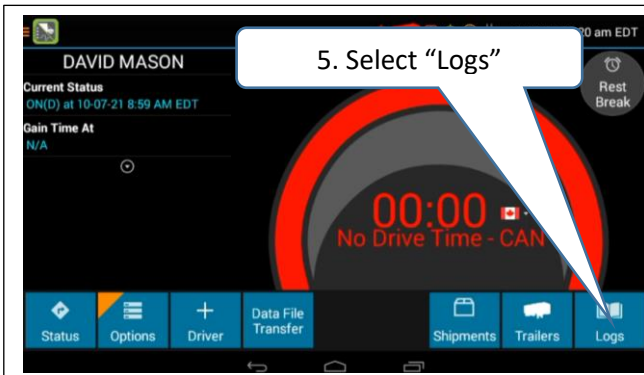 20 am EDT
DAVID MASON
5. Select “Logs”
Current Status
ON(D) at 10-07-21 8:59 AM EDT
Rest
Break
Gain Time At
N/A
00:00
No Drive Time - CAN
Status
Options
Driver
Data File
Transfer
Shipments
Trailers
Logs